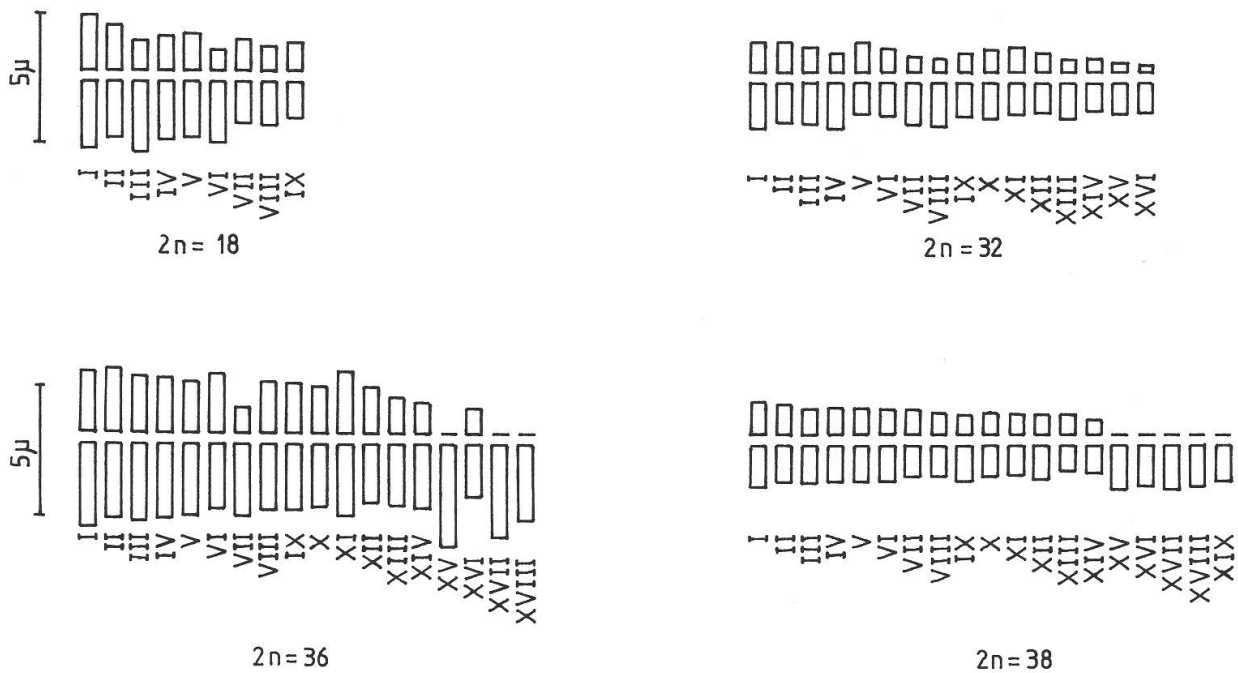 5μ
I II III IV V VI VII VIII IX
2n= 18
I II III IV V VI VII VIII IX X XI XII XIII XIV XV XVI
2n=32
5μ
I II III IV V VI VII VIII IX X XI XII XIII XIV XV XVI XVII XVIII
2n=36
I II III IV V VI VII VIII IX X XI XII XIII XIV XV XVI XVII XVIII XIX
2n=38